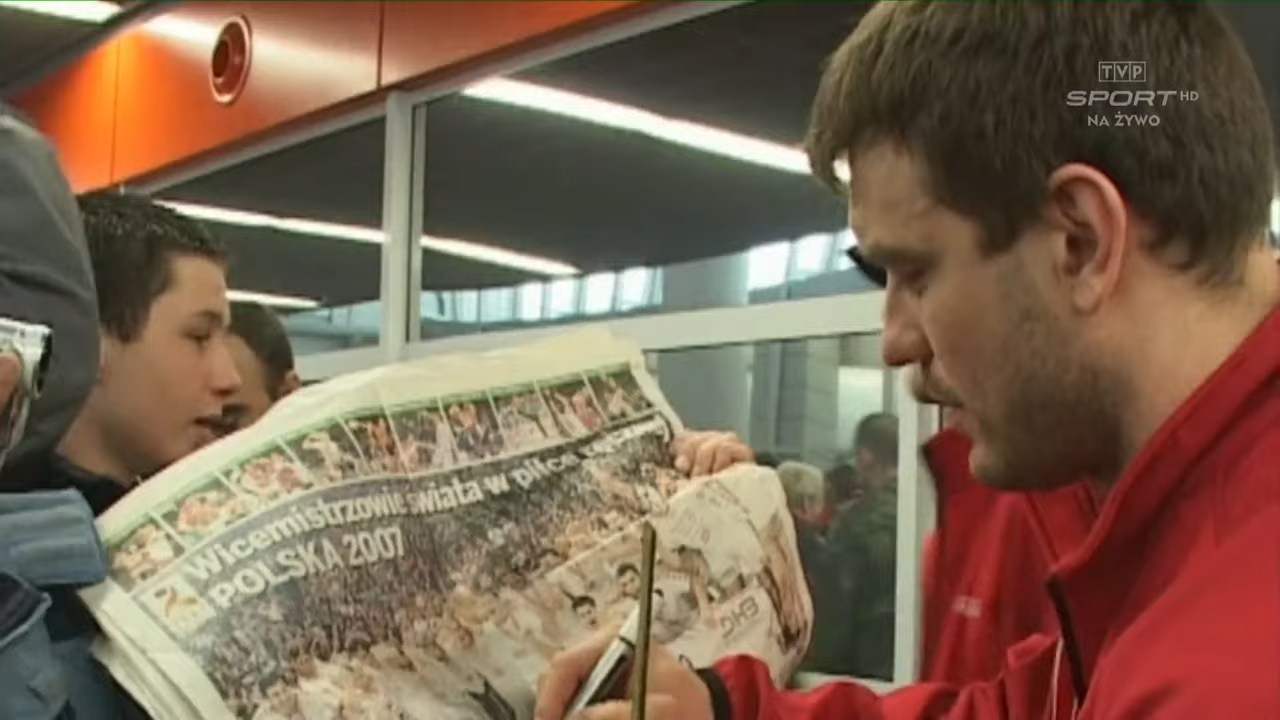 TVP
SPORT HD
NA ŻYWO
Wicemistrzowie świata w piłce
POLSKA 2007